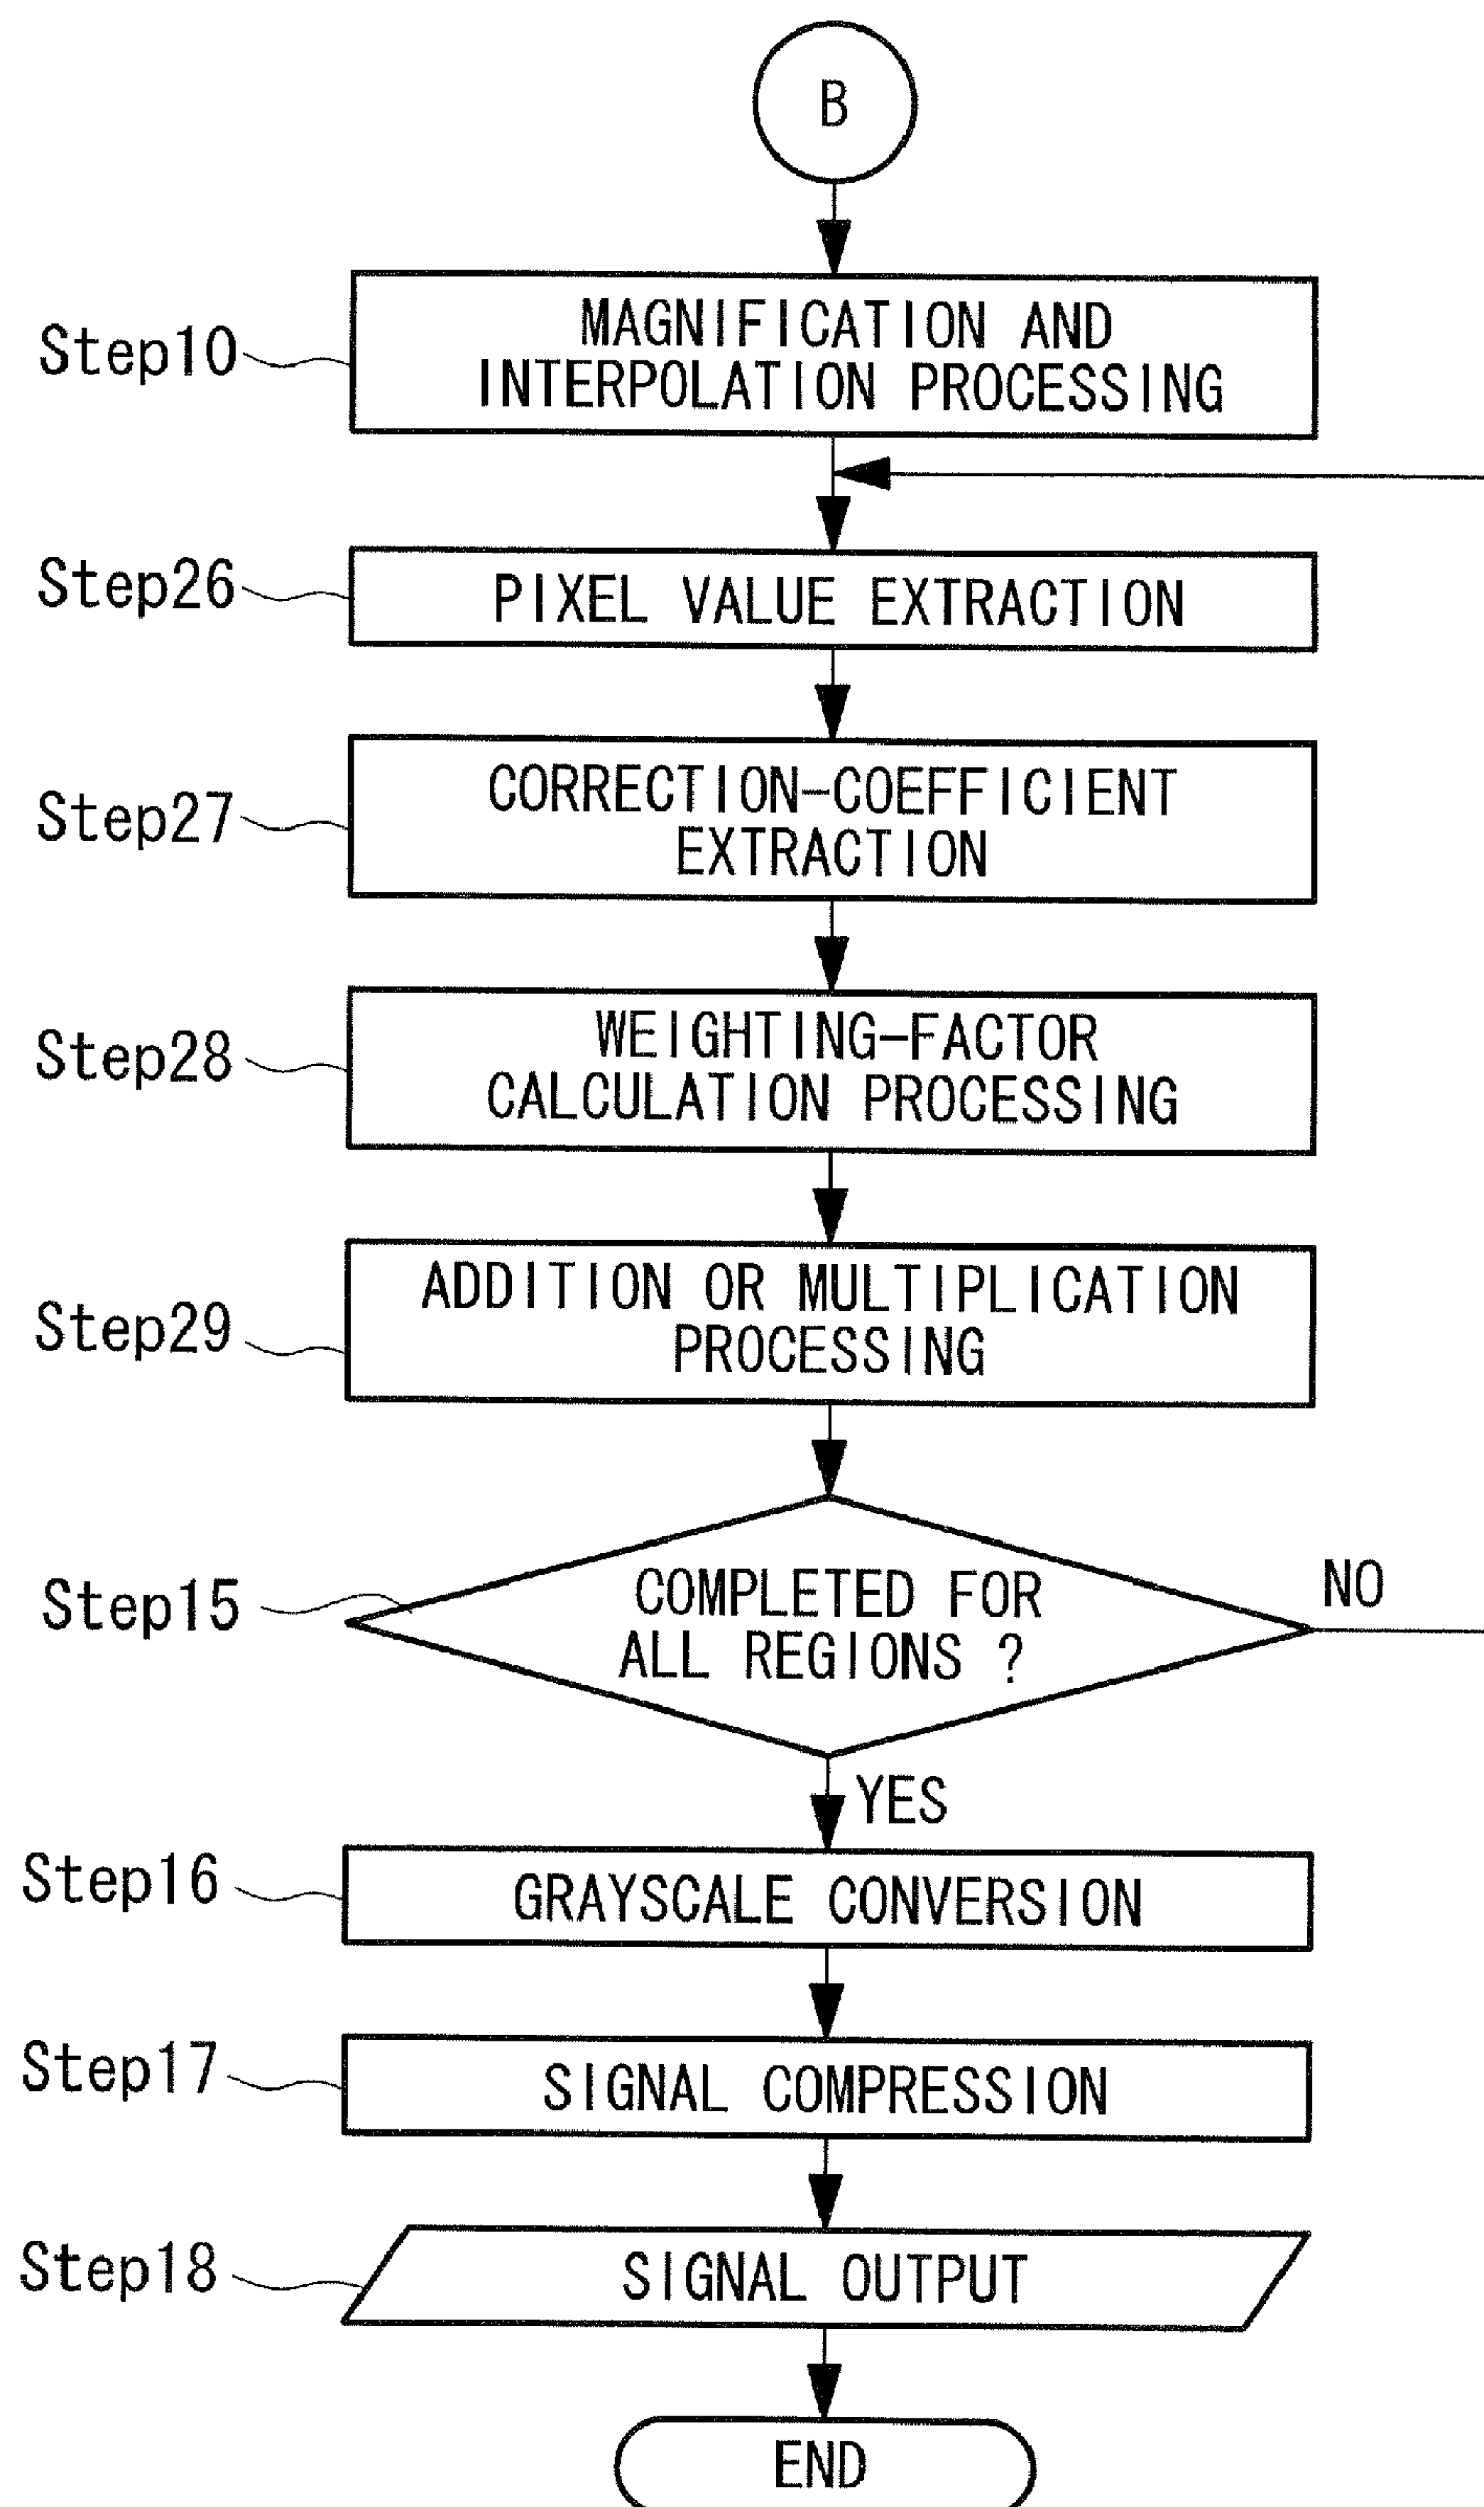 B
Step10
MAGNIFICATION AND
INTERPOLATION PROCESSING
Step26
PIXEL VALUE EXTRACTION
Step27
CORRECTION-COEFFICIENT
EXTRACTION
Step28
WEIGHTING-FACTOR
CALCULATION PROCESSING
Step29
ADDITION OR MULTIPLICATION
PROCESSING
Step15
COMPLETED FOR
ALL REGIONS ?
NO
YES
Step16
GRAYSCALE CONVERSION
Step17
SIGNAL COMPRESSION
Step18
SIGNAL OUTPUT
END